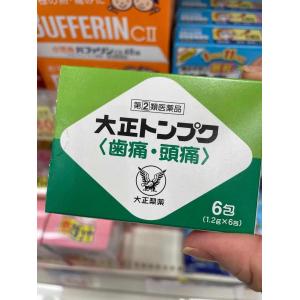 BUFFERIN CII
指②類医薬品
大正トンプク
〈歯痛・頭痛〉
大正製薬
6包
(1.2g×6包)